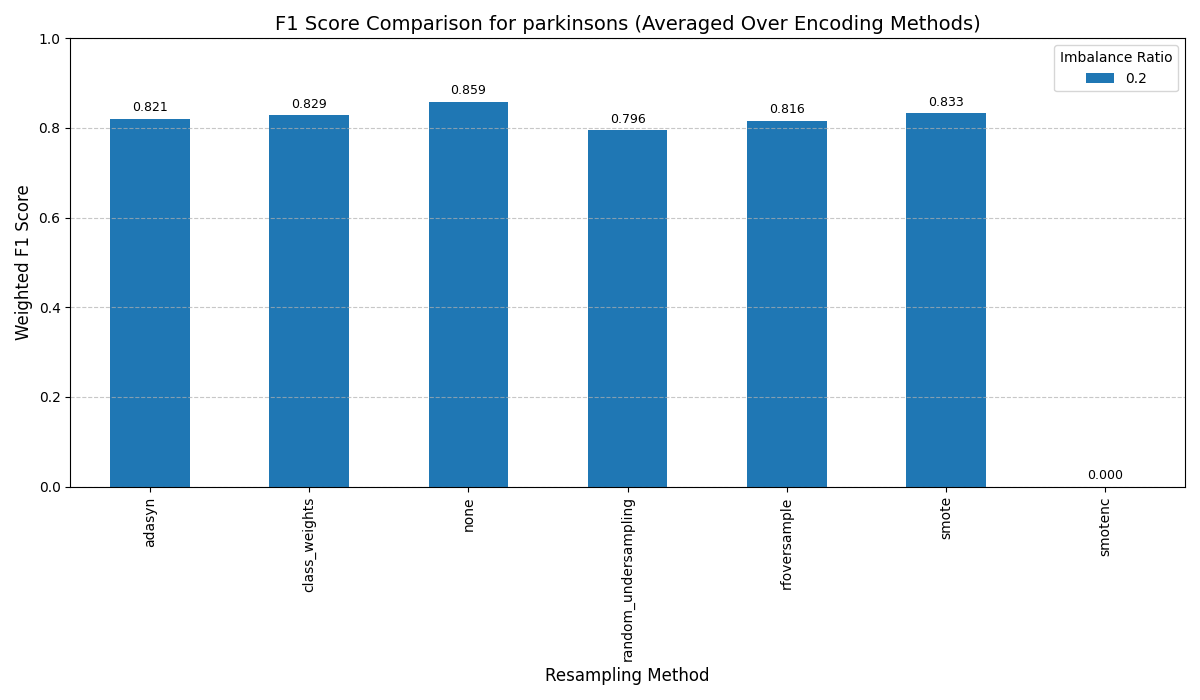 F1 Score Comparison for parkinsons (Averaged Over Encoding Methods)
Weighted F1 Score
1.0
0.8
0.6
0.4
0.2
0.0
Imbalance Ratio
0.2
0.821
0.829
0.859
0.796
0.816
0.833
0.000
adasyn
class_weights
none
random_undersampling
rfoversample
smote
smotenc
Resampling Method